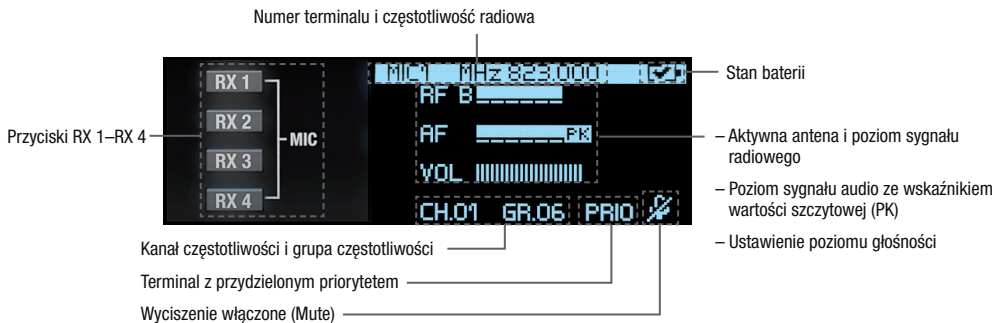 Numer terminalu i częstotliwość radiowa
MIC1 MHz 823.000
Stan baterii
RX 1
RX 2
RX 3
RX 4
MIC
Przyciski RX 1–RX 4
RF B
AF PK
VOL
CH.01 GR.06 PRIO
– Aktywna antena i poziom sygnału
radiowego
– Poziom sygnału audio ze wskaźnikiem
wartości szczytowej (PK)
– Ustawienie poziomu głośności
Kanał częstotliwości i grupa częstotliwości
Terminal z przydzielonym priorytetem
Wyciszenie włączone (Mute)